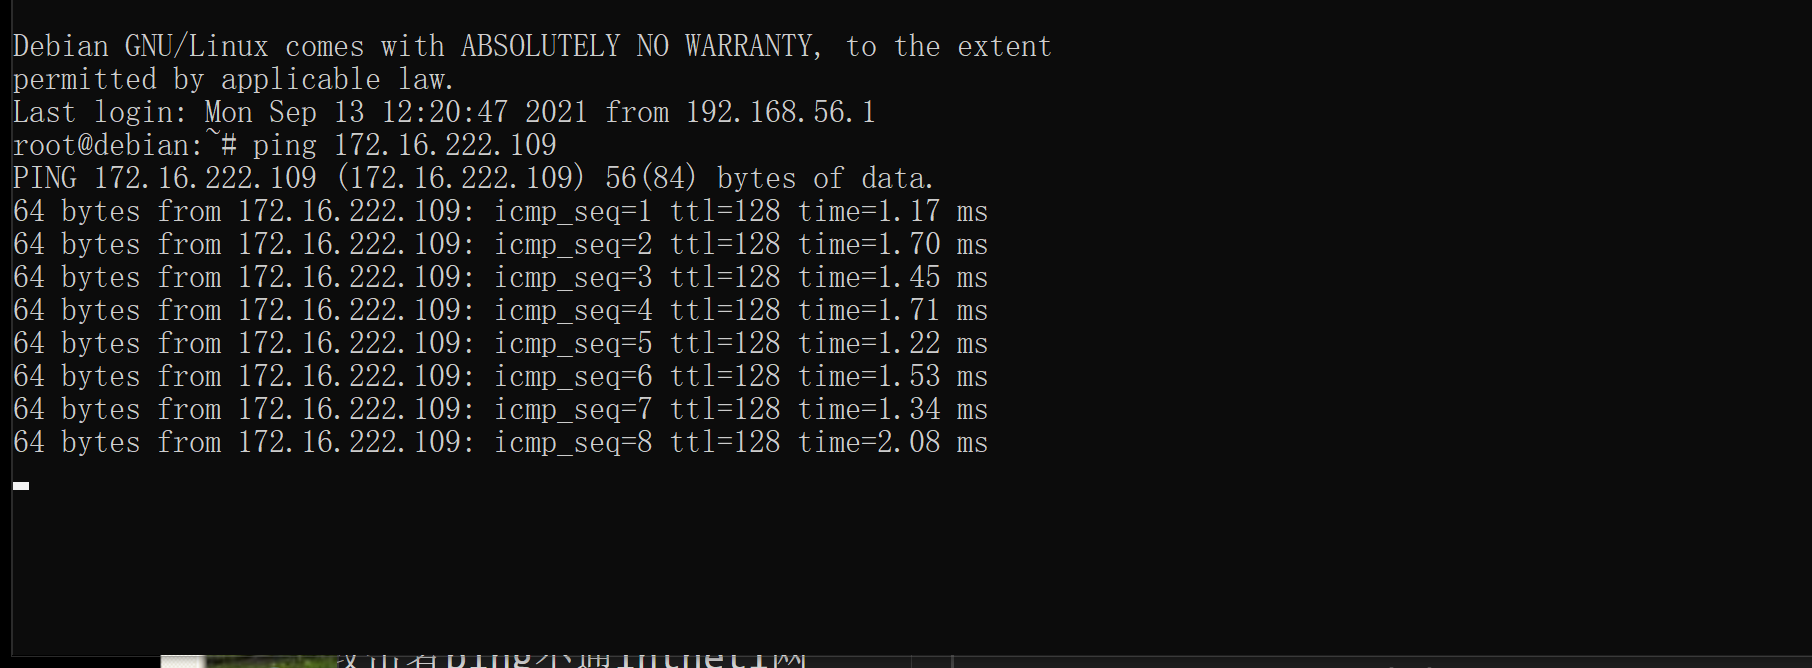 Debian GNU/Linux comes with ABSOLUTELY NO WARRANTY, to the extent
permitted by applicable law.
Last login: Mon Sep 13 12:20:47 2021 from 192.168.56.1
root@debian:~# ping 172.16.222.109
PING 172.16.222.109 (172.16.222.109) 56(84) bytes of data.
64 bytes from 172.16.222.109: icmp_seq=1 ttl=128 time=1.17 ms
64 bytes from 172.16.222.109: icmp_seq=2 ttl=128 time=1.70 ms
64 bytes from 172.16.222.109: icmp_seq=3 ttl=128 time=1.45 ms
64 bytes from 172.16.222.109: icmp_seq=4 ttl=128 time=1.71 ms
64 bytes from 172.16.222.109: icmp_seq=5 ttl=128 time=1.22 ms
64 bytes from 172.16.222.109: icmp_seq=6 ttl=128 time=1.53 ms
64 bytes from 172.16.222.109: icmp_seq=7 ttl=128 time=1.34 ms
64 bytes from 172.16.222.109: icmp_seq=8 ttl=128 time=2.08 ms